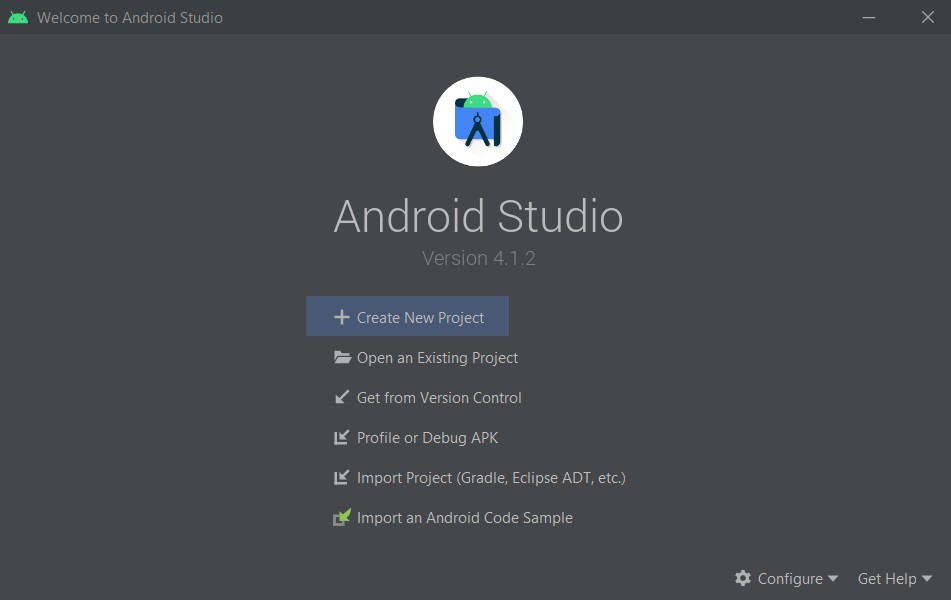 Welcome to Android Studio
Android Studio
Version 4.1.2
Create New Project
Open an Existing Project
Get from Version Control
Profile or Debug APK
Import Project (Gradle, Eclipse ADT, etc.)
Import an Android Code Sample
Configure Get Help